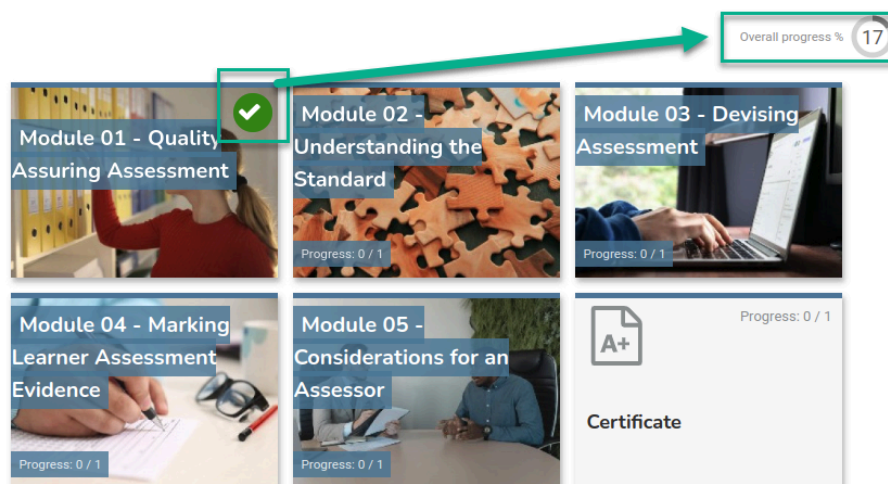 Overall progress % 17
Module 01 - Quality
Assuring Assessment
Module 02 -
Understanding the
Standard
Progress: 0 / 1
Module 03 - Devising
Assessment
Progress: 0 / 1
Module 04 - Marking
Learner Assessment
Evidence
Progress: 0 / 1
Module 05 -
Considerations for an
Assessor
Progress: 0 / 1
Progress: 0 / 1
A+
Certificate